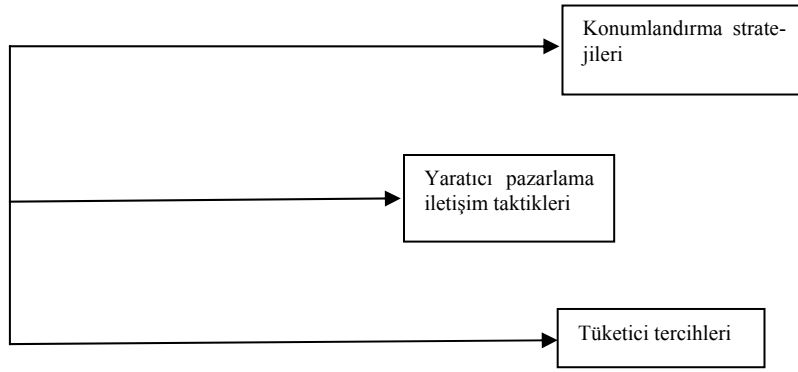 Konumlandırma strate-
jileri
Yaratıcı pazarlama
iletişim taktikleri
Tüketici tercihleri